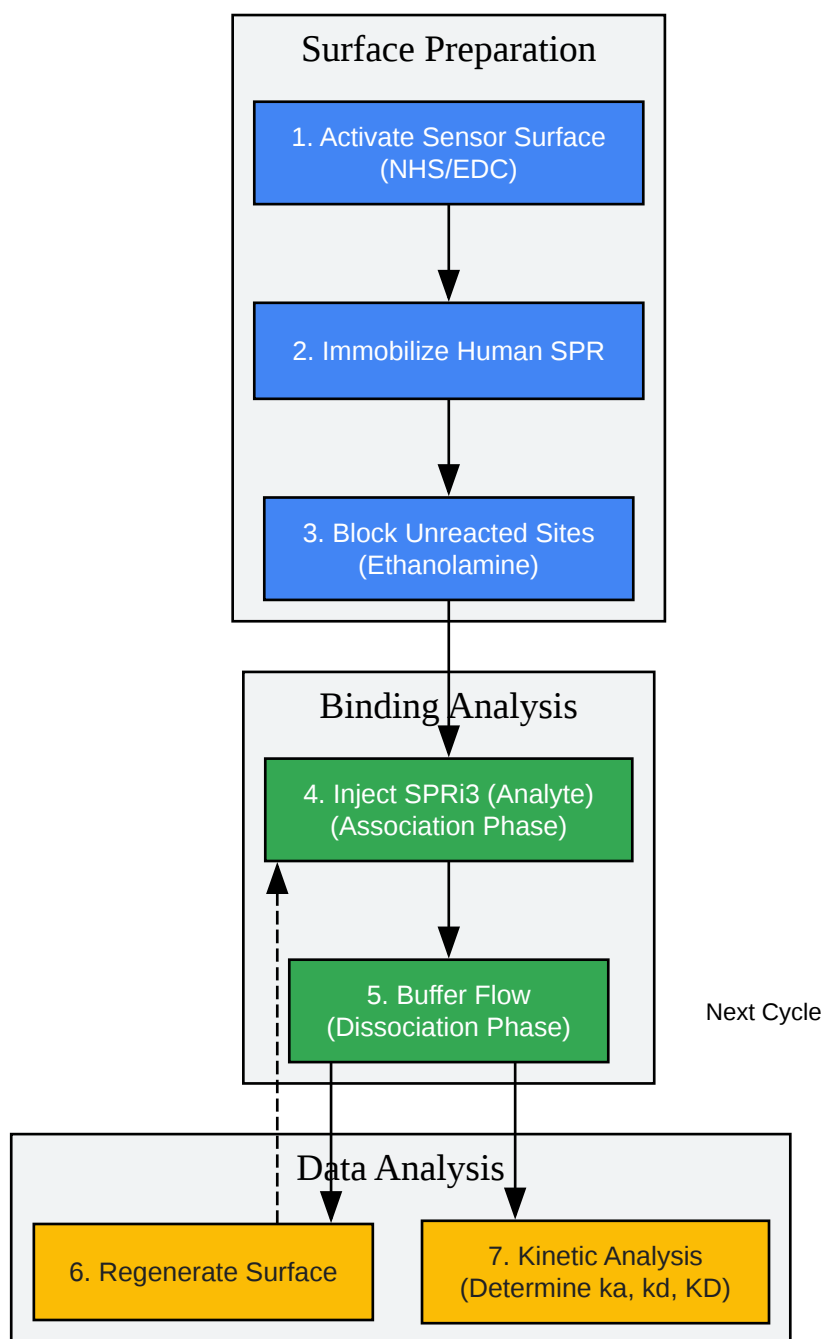 Surface Preparation
1. Activate Sensor Surface
(NHS/EDC)
2. Immobilize Human SPR
3. Block Unreacted Sites
(Ethanolamine)
Binding Analysis
4. Inject SPRi3 (Analyte)
(Association Phase)
5. Buffer Flow
(Dissociation Phase)
Next Cycle
Data Analysis
6. Regenerate Surface
7. Kinetic Analysis
(Determine ka, kd, KD)